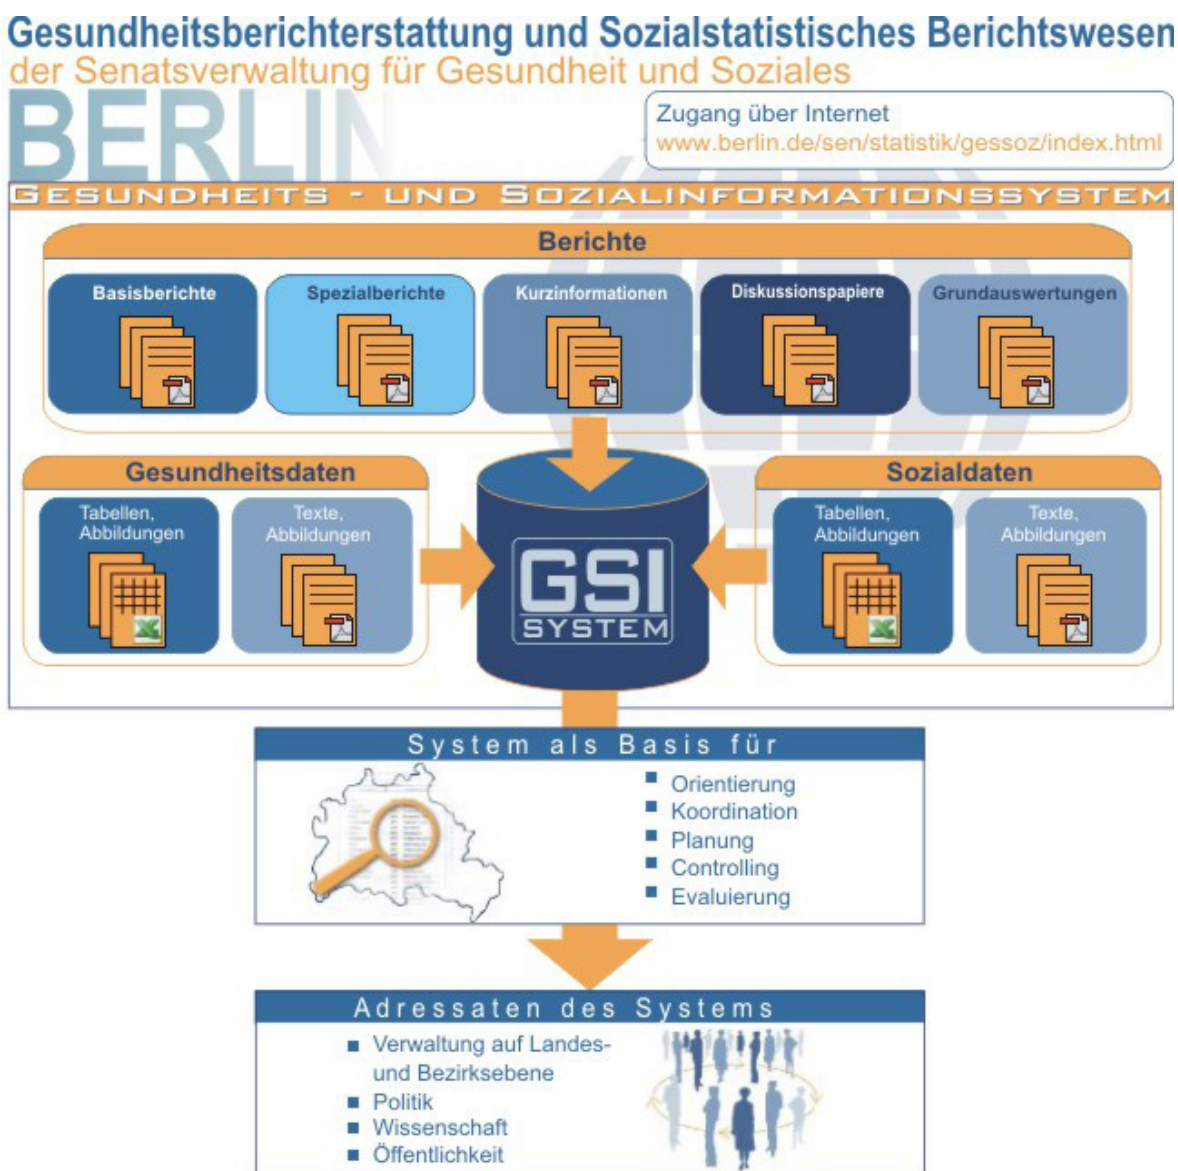 Gesundheitsberichterstattung und Sozialstatistisches Berichtswesen
der Senatsverwaltung für Gesundheit und Soziales
BERLIN
Zugang über Internet
www.berlin.de/sen/statistik/gessoz/index.html
GESUNDHEITS - UND SOZIALINFORMATIONSSYSTEM
Berichte
Basisberichte
Spezialberichte
Kurzinformationen
Diskussionspapiere
Grundauswertungen
Gesundheitsdaten
Tabellen,
Abbildungen
Texte,
Abbildungen
GSI
SYSTEM
Sozialdaten
Tabellen,
Abbildungen
Texte,
Abbildungen
System als Basis für
Orientierung
Koordination
Planung
Controlling
Evaluierung
Adressaten des Systems
Verwaltung auf Landes-
und Bezirksebene
Politik
Wissenschaft
Öffentlichkeit